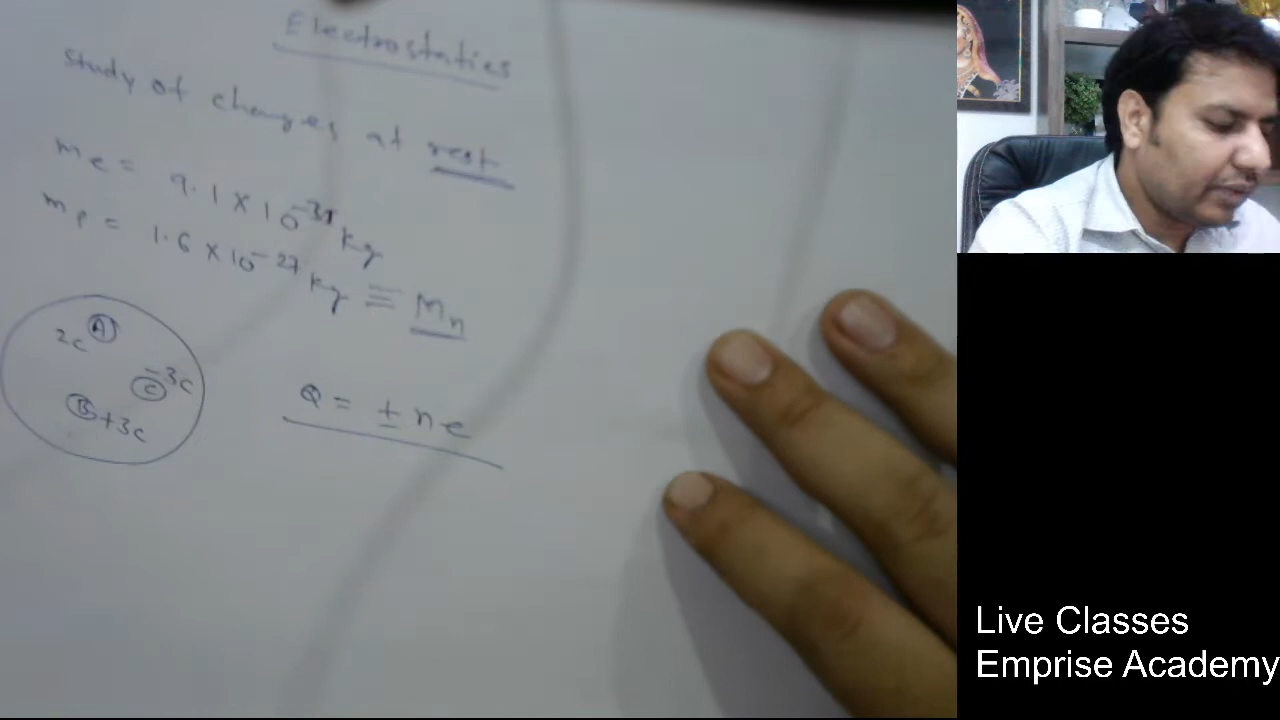 Electrostatics
Study of charges at rest
me = 9.1 × 10⁻³¹ kg
mp = 1.6 × 10⁻²⁷ kg ≡ Mn
2c A
-3c
C
B +3c
Q = ± ne
Live Classes
Emprise Academy